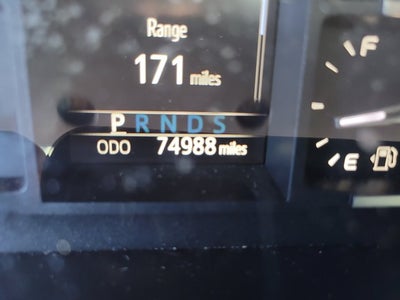 Range
171 miles
F
P R N D S
ODO 74988 miles
E